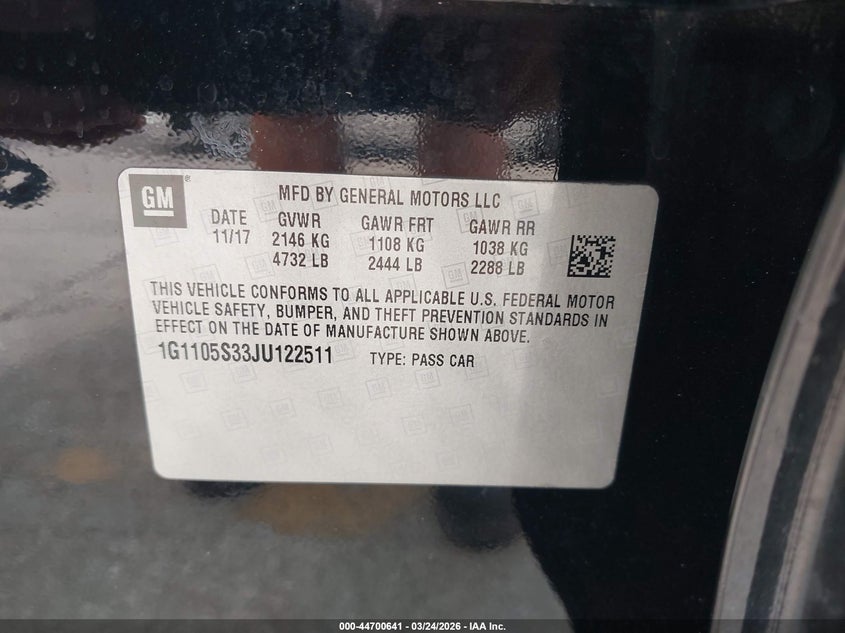 GM®
MFD BY GENERAL MOTORS LLC
DATE GVWR GAWR FRT GAWR RR
11/17 2146 KG 1108 KG 1038 KG
4732 LB 2444 LB 2288 LB
THIS VEHICLE CONFORMS TO ALL APPLICABLE U.S. FEDERAL MOTOR
VEHICLE SAFETY, BUMPER, AND THEFT PREVENTION STANDARDS IN
EFFECT ON THE DATE OF MANUFACTURE SHOWN ABOVE.
1G1105S33JU122511 TYPE: PASS CAR
000-44700641 - 03/24/2026 - IAA Inc.